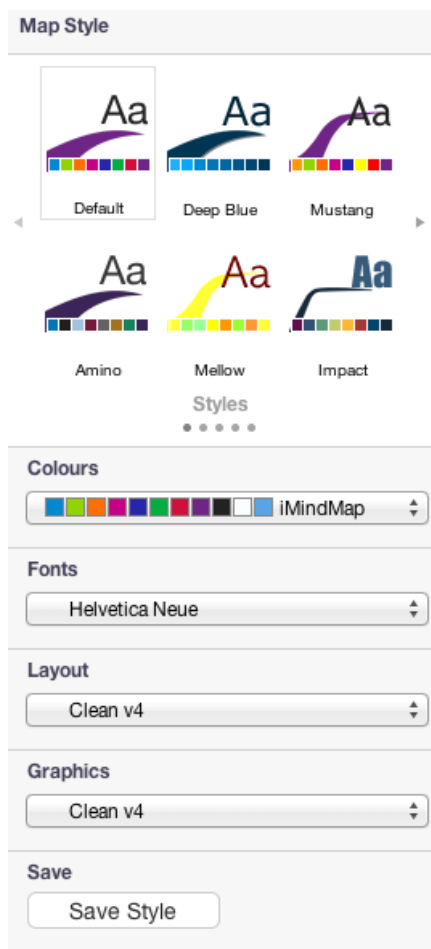 Map Style
Aa Aa Aa
Default Deep Blue Mustang
Aa Aa Aa
Amino Mellow Impact
Styles
Colours
iMindMap
Fonts
Helvetica Neue
Layout
Clean v4
Graphics
Clean v4
Save
Save Style